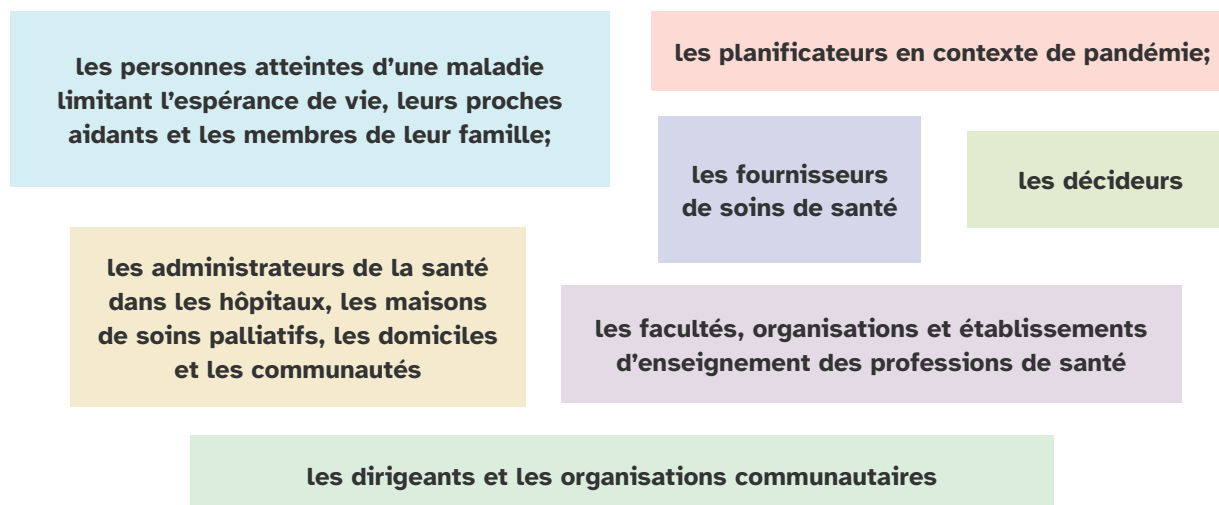 les personnes atteintes d’une maladie
limitant l’espérance de vie, leurs proches
aidants et les membres de leur famille;
les planificateurs en contexte de pandémie;
les fournisseurs
de soins de santé
les décideurs
les administrateurs de la santé
dans les hôpitaux, les maisons
de soins palliatifs, les domiciles
et les communautés
les facultés, organisations et établissements
d’enseignement des professions de santé
les dirigeants et les organisations communautaires